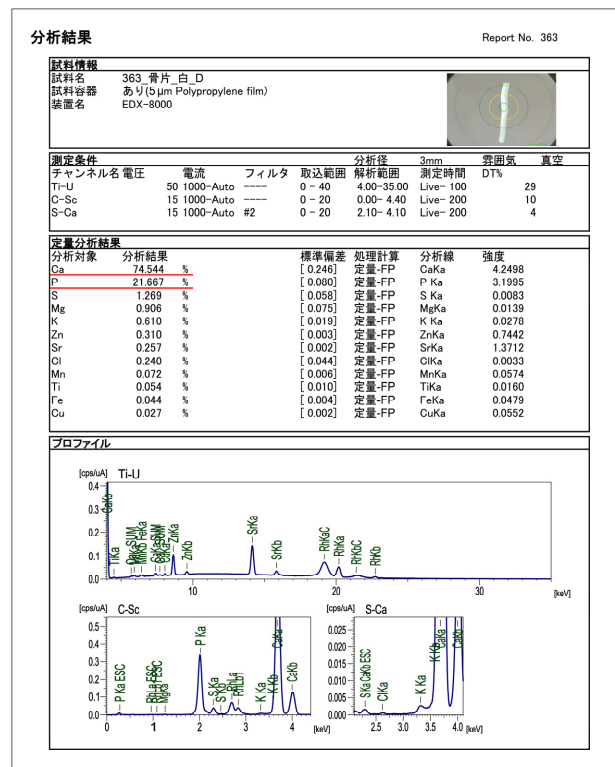 分析結果 Report No. 363
試料情報
試料名 363_骨片_白_D
試料容器 あり(5μm Polypropylene film)
装置名 EDX-8000
測定条件 分析径 3mm 雰囲気 真空
チャンネル名 電圧 電流 フィルタ 取込範囲 解析範囲 測定時間 DT%
Ti-U 50 1000-Auto ---- 0 - 40 4.00-35.00 Live- 100 29
C-Sc 15 1000-Auto ---- 0 - 20 0.00- 4.40 Live- 200 10
S-Ca 15 1000-Auto #2 0 - 20 2.10- 4.10 Live- 200 4
定量分析結果
分析対象 分析結果 標準偏差 処理計算 分析線 強度
Ca 74.544 % [ 0.246] 定量-FP CaKa 4.2498
P 21.667 % [ 0.080] 定量-FP P Ka 3.1995
S 1.269 % [ 0.058] 定量-FP S Ka 0.0083
Mg 0.906 % [ 0.075] 定量-FP MgKa 0.0139
K 0.610 % [ 0.019] 定量-FP K Ka 0.0278
Zn 0.310 % [ 0.003] 定量-FP ZnKa 0.7442
Sr 0.257 % [ 0.002] 定量-FP SrKa 1.3712
Cl 0.240 % [ 0.044] 定量-FP ClKa 0.0033
Mn 0.072 % [ 0.006] 定量-FP MnKa 0.0574
Ti 0.054 % [ 0.010] 定量-FP TiKa 0.0160
Fe 0.044 % [ 0.004] 定量-FP FeKa 0.0479
Cu 0.027 % [ 0.002] 定量-FP CuKa 0.0552
プロファイル
[cps/uA] Ti-U
0.4
0.3
0.2
0.1
0.0
CaKb TiKa ZnKa ZnKb SrKa SrKb RhKaC RhKa RhKbC RhKb
10 20 30 [keV]
[cps/uA] C-Sc
0.5
0.4
0.3
0.2
0.1
0.0
P Ka ESC MgKa P Ka S Ka S Kb K Ka K Kb CaKa CaKb
0 1 2 3 4 [keV]
[cps/uA] S-Ca
0.025
0.020
0.015
0.010
0.005
0.000
S Ka CaKb ESC ClKa K Ka K Kb CaKa CaKb
2.5 3.0 3.5 4.0 [keV]